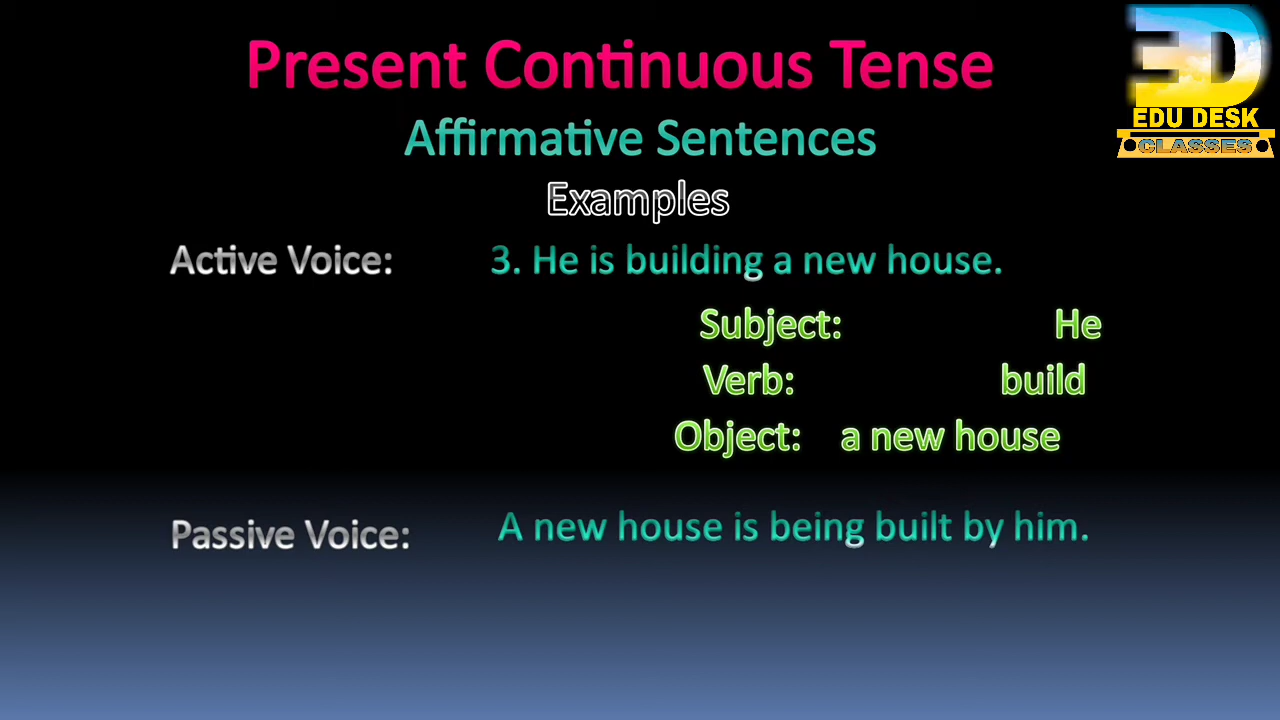 Present Continuous Tense
Affirmative Sentences
Examples
Active Voice: 3. He is building a new house.
Subject: He
Verb: build
Object: a new house
Passive Voice: A new house is being built by him.
ED
EDU DESK
CLASSES